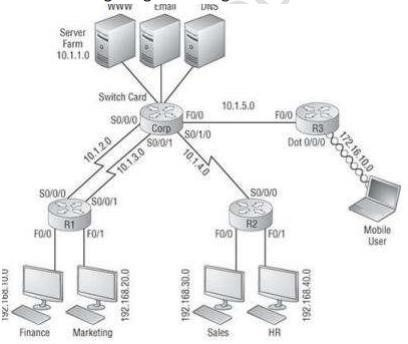 WWW Email DNS
Server
Farm
10.1.1.0
Switch Card
S0/0/0
Corp
F0/0
10.1.5.0
F0/0
R3
S0/1/0
S0/0/1
Dot 0/0/0
172.16.10.0
10.1.2.0
10.1.3.0
10.1.4.0
S0/0/0
S0/0/1
R1
F0/0
F0/1
S0/0/0
R2
F0/0
F0/1
Mobile
User
192.168.10.0
192.168.20.0
192.168.30.0
192.168.40.0
Finance
Marketing
Sales
HR